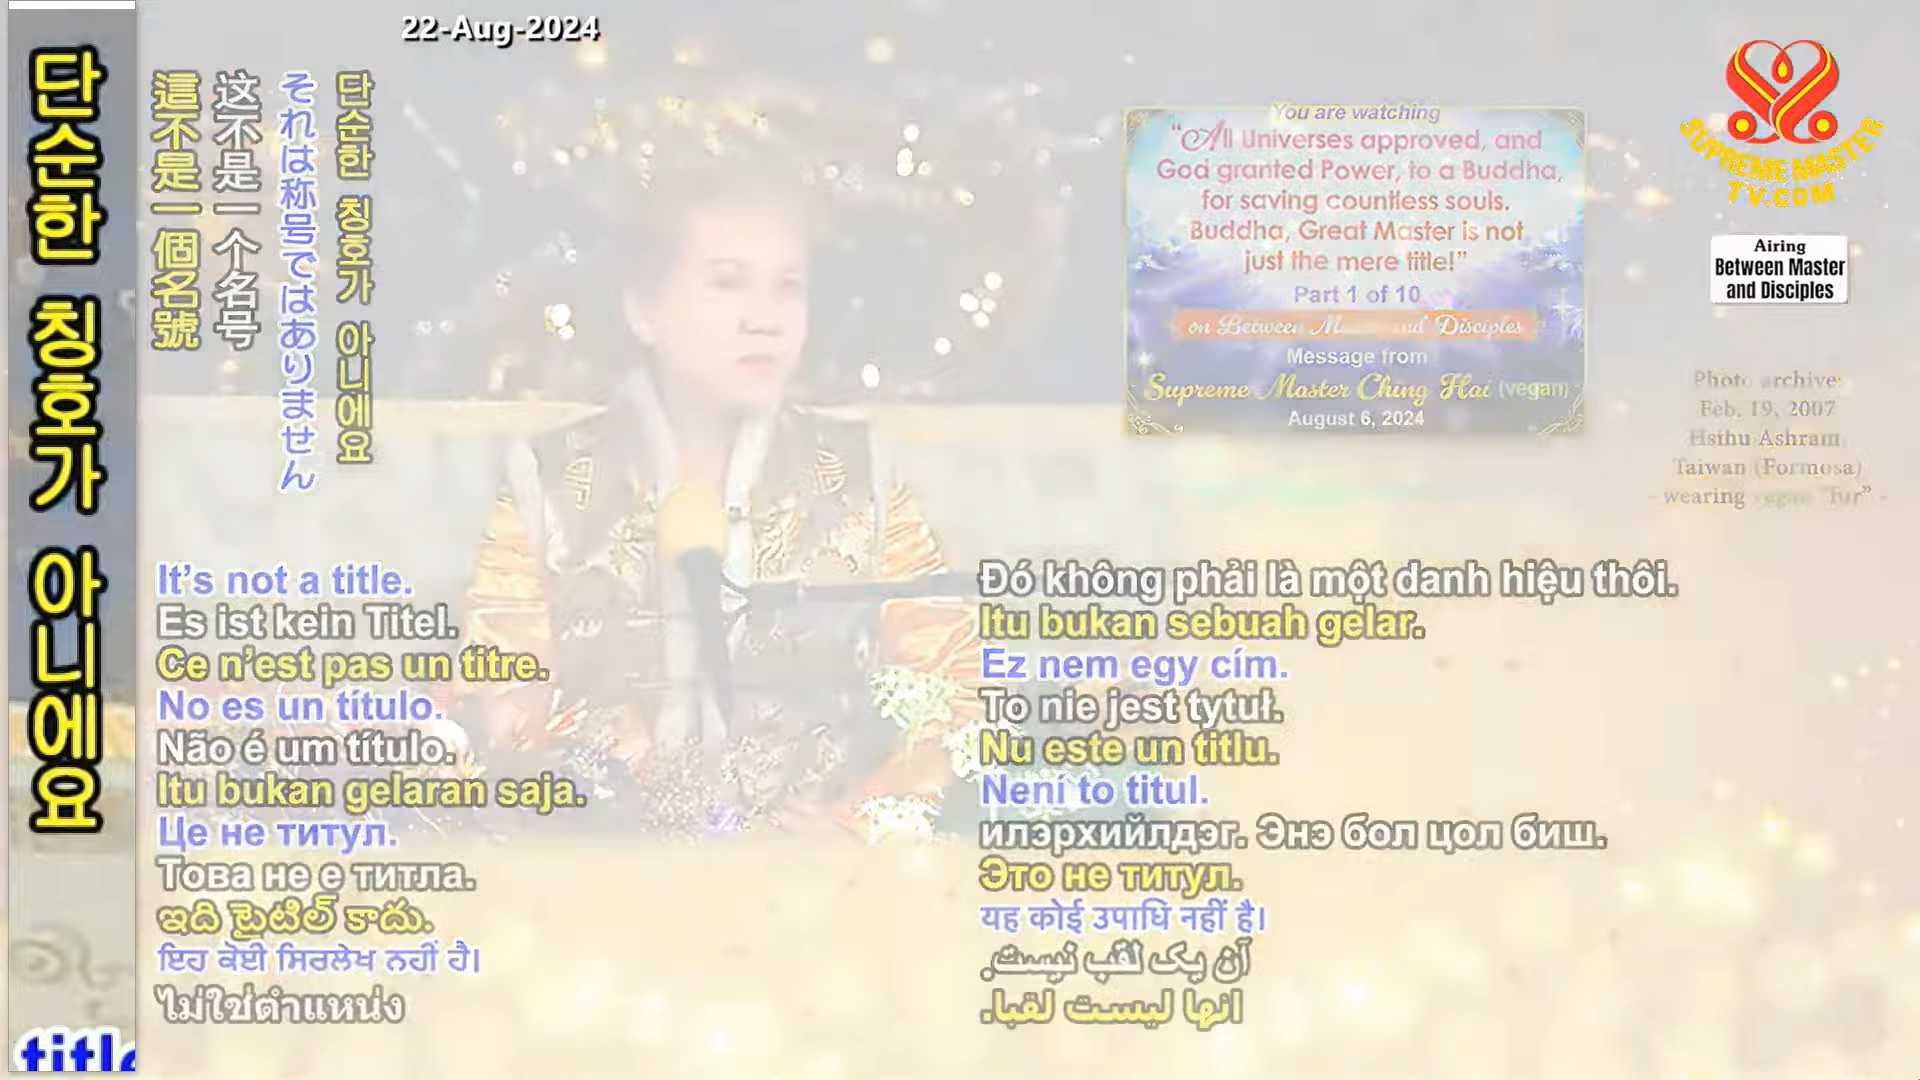 단순한 칭호가 아니에요
title
22-Aug-2024
這不是一個名號
这不是一个名号
それは称号ではありません
단순한 칭호가 아니에요
You are watching
“All Universes approved, and
God granted Power, to a Buddha,
for saving countless souls.
Buddha, Great Master is not
just the mere title!”
Part 1 of 10
on Between Master and Disciples
Message from
Supreme Master Ching Hai (vegan)
August 6, 2024
SUPREME MASTER
TV.COM
Airing
Between Master
and Disciples
Photo archive:
Feb. 19, 2007
Hsihu Ashram,
Taiwan (Formosa)
- wearing vegan “fur” -
It’s not a title.
Es ist kein Titel.
Ce n’est pas un titre.
No es un título.
Não é um título.
Itu bukan gelaran saja.
Це не титул.
Това не е титла.
ఇది టైటిల్ కాదు.
ਇਹ ਕੋਈ ਸਿਰਲੇਖ ਨਹੀਂ ਹੈ।
ไม่ใช่ตำแหน่ง
Đó không phải là một danh hiệu thôi.
Itu bukan sebuah gelar.
Ez nem egy cím.
To nie jest tytuł.
Nu este un titlu.
Není to titul.
илэрхийлдэг. Энэ бол цол биш.
Это не титул.
यह कोई उपाधि नहीं है।
آن یک لقب نیست.
انها ليست لقبا.